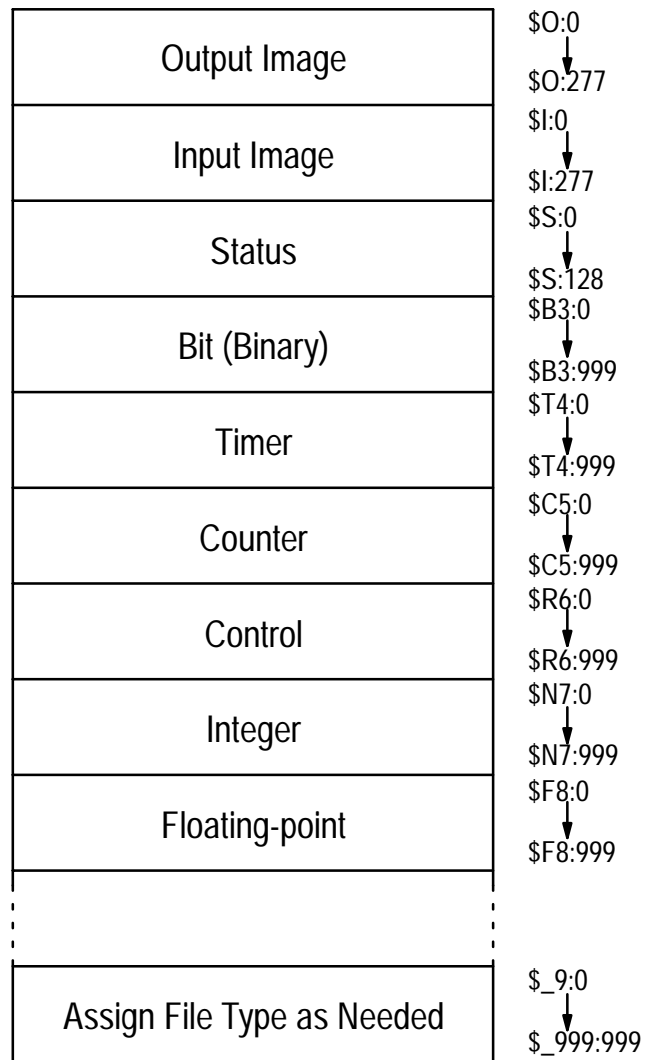 Output Image
$O:0
$O:277
Input Image
$I:0
$I:277
Status
$S:0
$S:128
Bit (Binary)
$B3:0
$B3:999
Timer
$T4:0
$T4:999
Counter
$C5:0
$C5:999
Control
$R6:0
$R6:999
Integer
$N7:0
$N7:999
Floating-point
$F8:0
$F8:999
Assign File Type as Needed
$_9:0
$_999:999